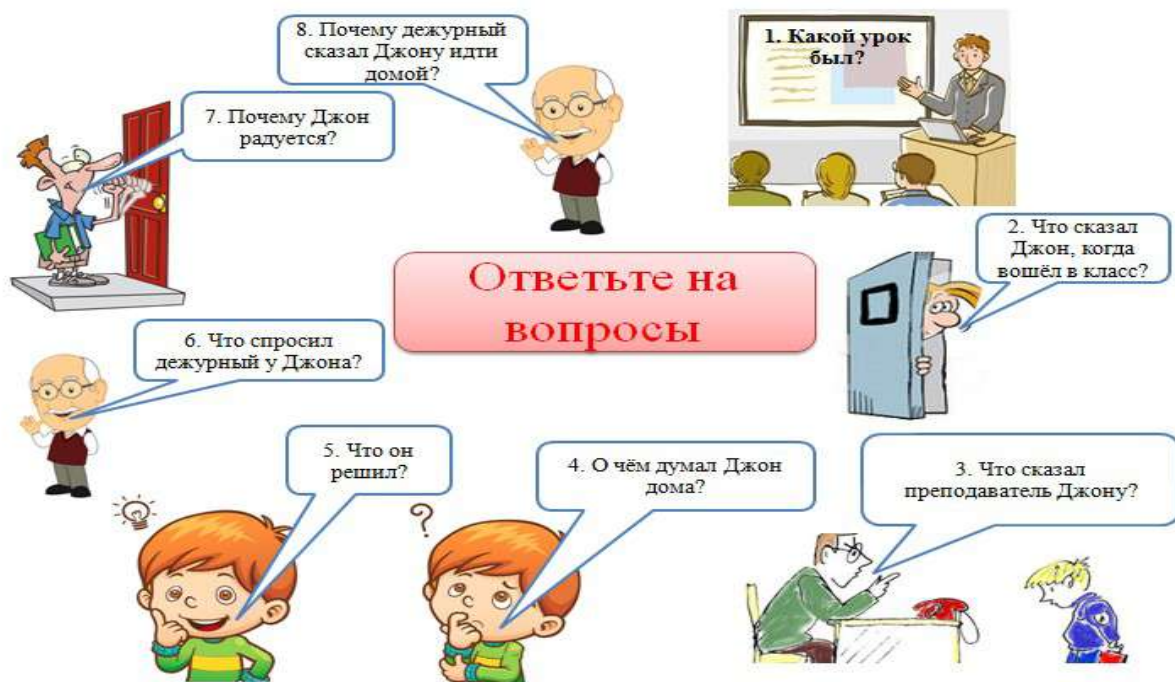 Ответьте на
вопросы
1. Какой урок
был?
2. Что сказал
Джон, когда
вошёл в класс?
3. Что сказал
преподаватель Джону?
4. О чём думал Джон
дома?
5. Что он
решил?
6. Что спросил
дежурный у Джона?
7. Почему Джон
радуется?
8. Почему дежурный
сказал Джону идти
домой?